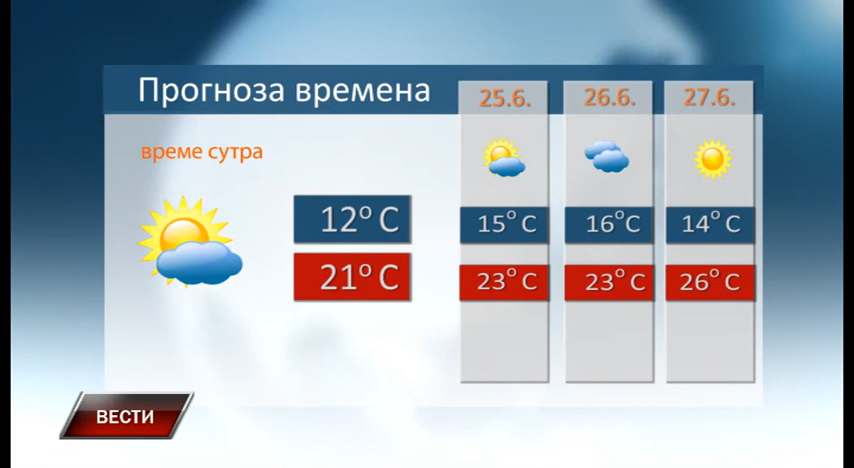 Прогноза времена
време сутра
12° C
21° C
25.6. 26.6. 27.6.
15° C 16°C 14° C
23° C 23° C 26° C
ВЕСТИ